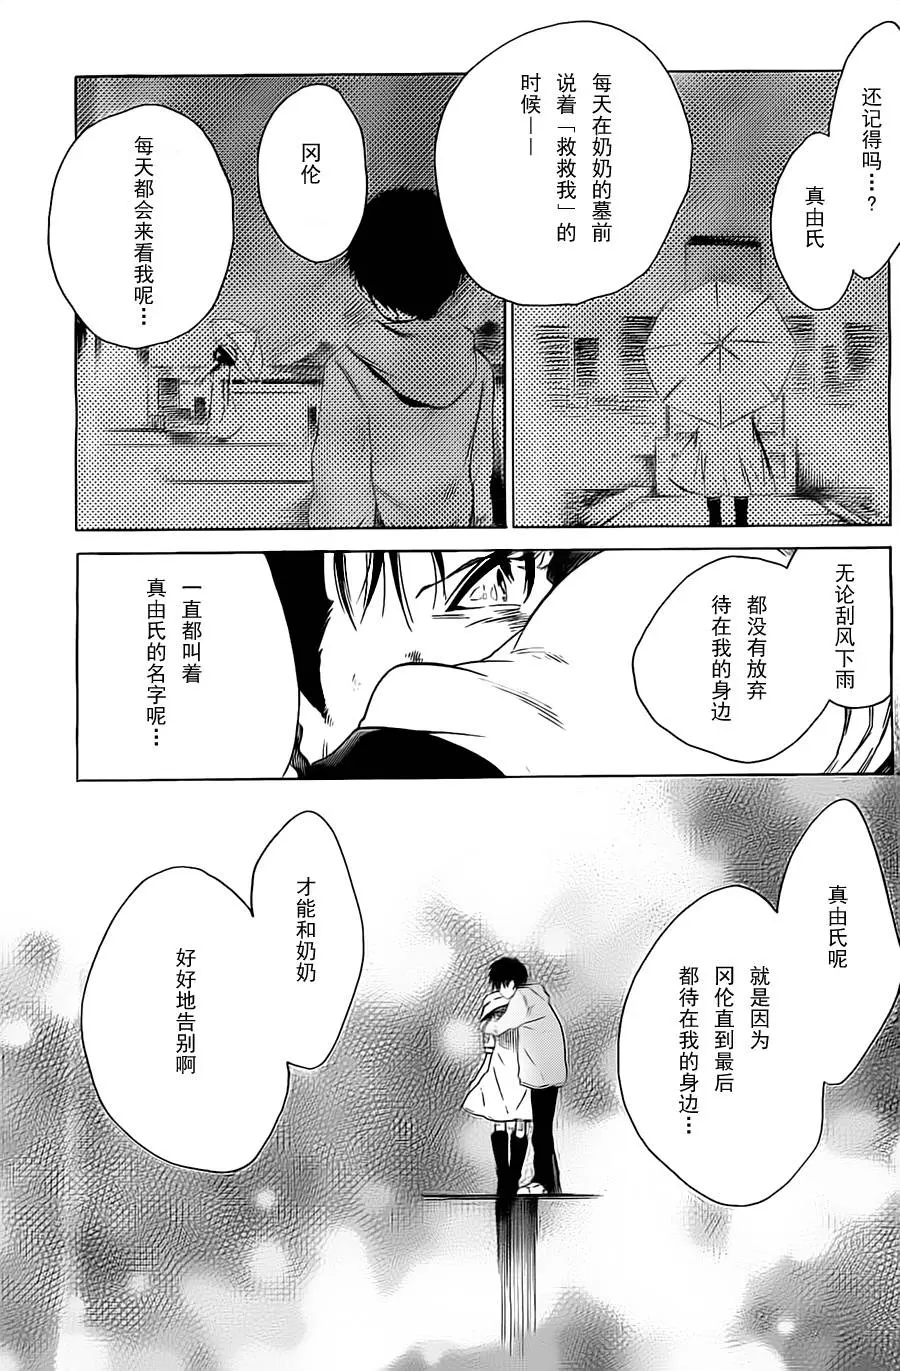 还记得吗…?
真由氏
每天在奶奶的墓前
说着「救救我」的
时候——
冈伦
每天都会来看我呢…
无论刮风下雨
都没有放弃
待在我的身边
一直都叫着
真由氏的名字呢…
真由氏呢
就是因为
冈伦直到最后
都待在我的身边…
才能和奶奶
好好地告别啊